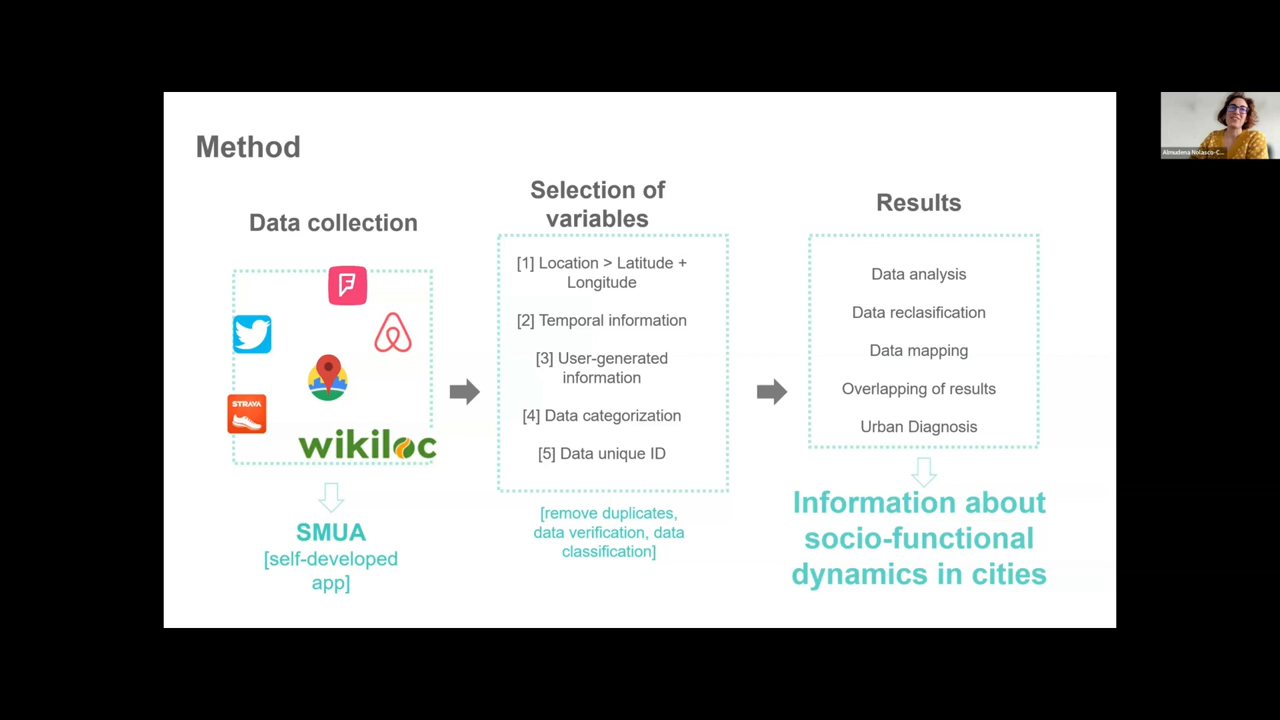 Method
Data collection
STRAVA
wikiloc
SMUA
[self-developed
app]
Selection of
variables
[1] Location > Latitude +
Longitude
[2] Temporal information
[3] User-generated
information
[4] Data categorization
[5] Data unique ID
[remove duplicates,
data verification, data
classification]
Results
Data analysis
Data reclasification
Data mapping
Overlapping of results
Urban Diagnosis
Information about
socio-functional
dynamics in cities
Almudena Nolasco-C...